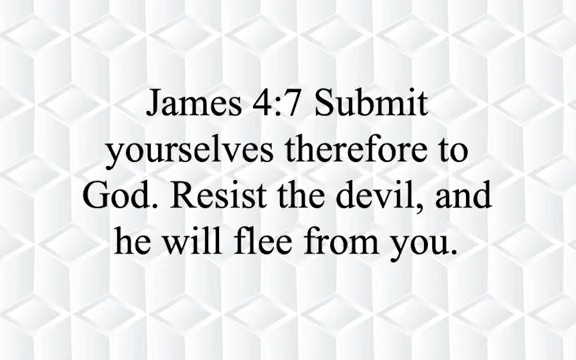 James 4:7 Submit
yourselves therefore to
God. Resist the devil, and
he will flee from you.